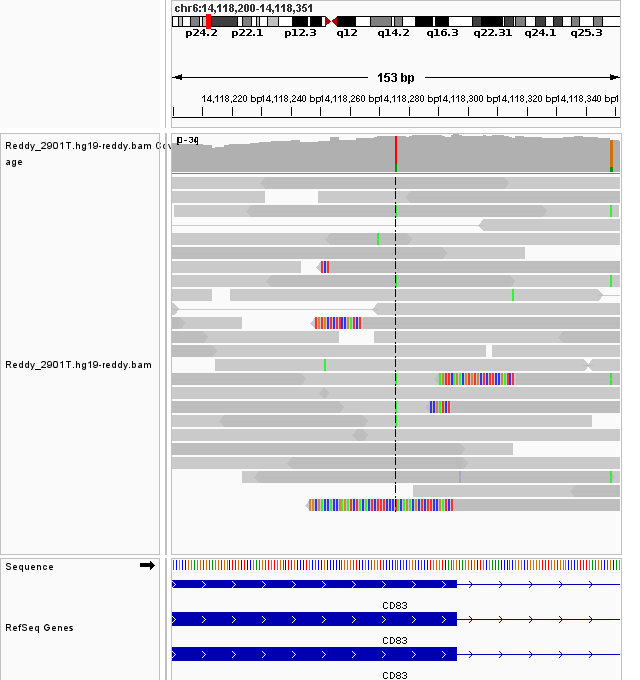 chr6:14,118,200-14,118,351
p24.2 p22.1 p12.3 q12 q14.2 q16.3 q22.31 q24.1 q25.3
153 bp
14,118,220 bp 14,118,240 bp 14,118,260 bp 14,118,280 bp 14,118,300 bp 14,118,320 bp 14,118,340 bp
Reddy_2901T.hg19-reddy.bam Cov
age
Reddy_2901T.hg19-reddy.bam
Sequence
CD83
RefSeq Genes
CD83
CD83